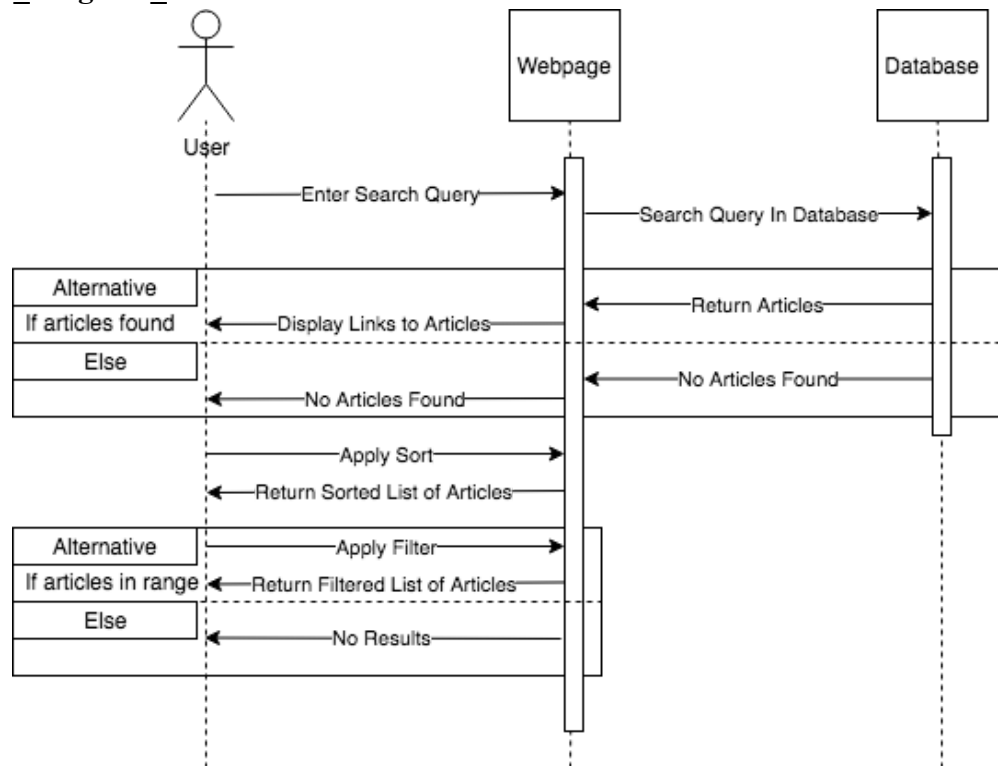 User
Webpage
Database
Enter Search Query
Search Query In Database
Alternative
Return Articles
If articles found
Display Links to Articles
Else
No Articles Found
No Articles Found
Apply Sort
Return Sorted List of Articles
Alternative
Apply Filter
If articles in range
Return Filtered List of Articles
Else
No Results